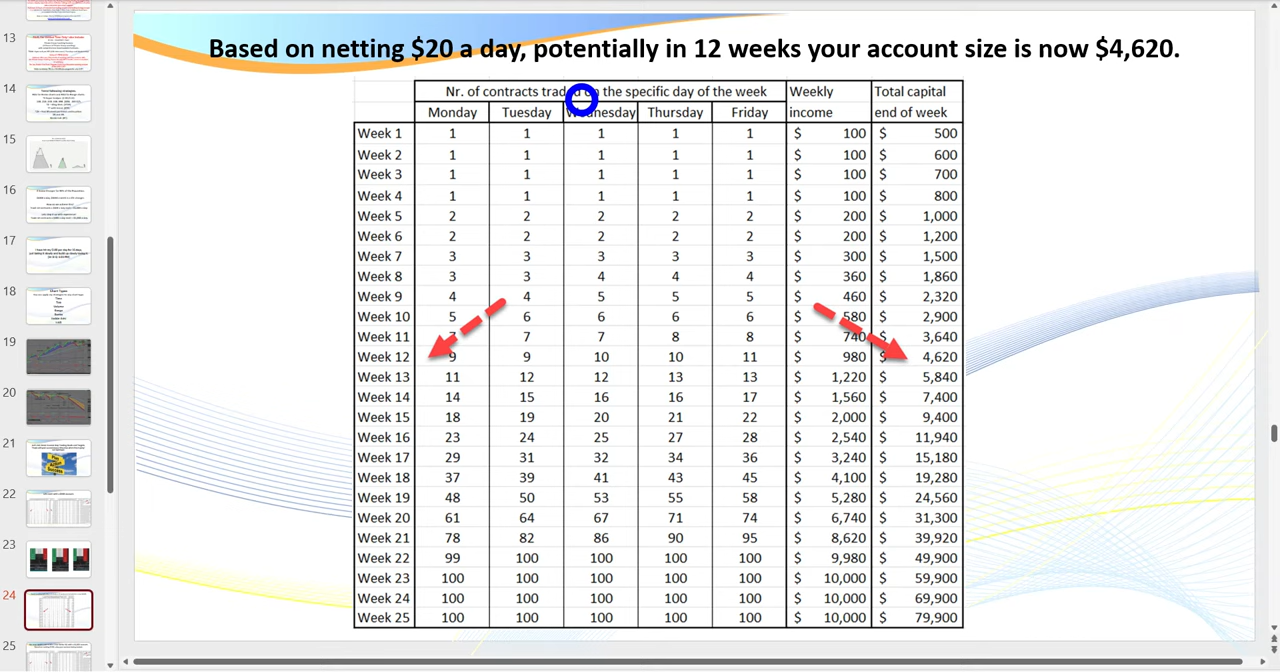 Based on netting $20 a day, potentially in 12 weeks your account size is now $4,620.
Nr. of contracts traded on the specific day of the week Weekly Total capital
Monday Tuesday Wednesday Thursday Friday income end of week
Week 1 1 1 1 1 1 $ 100 $ 500
Week 2 1 1 1 1 1 $ 100 $ 600
Week 3 1 1 1 1 1 $ 100 $ 700
Week 4 1 1 1 1 1 $ 100 $ 800
Week 5 2 2 2 2 2 $ 200 $ 1,000
Week 6 2 2 2 2 2 $ 200 $ 1,200
Week 7 3 3 3 3 3 $ 300 $ 1,500
Week 8 3 3 4 4 4 $ 360 $ 1,860
Week 9 4 4 5 5 5 $ 460 $ 2,320
Week 10 5 6 6 6 6 $ 580 $ 2,900
Week 11 7 7 7 8 8 $ 740 $ 3,640
Week 12 9 9 10 10 11 $ 980 $ 4,620
Week 13 11 12 12 13 13 $ 1,220 $ 5,840
Week 14 14 15 16 16 17 $ 1,560 $ 7,400
Week 15 18 19 20 21 22 $ 2,000 $ 9,400
Week 16 23 24 25 27 28 $ 2,540 $ 11,940
Week 17 29 31 32 34 36 $ 3,240 $ 15,180
Week 18 37 39 41 43 45 $ 4,100 $ 19,280
Week 19 48 50 53 55 58 $ 5,280 $ 24,560
Week 20 61 64 67 71 74 $ 6,740 $ 31,300
Week 21 78 82 86 90 95 $ 8,620 $ 39,920
Week 22 99 100 100 100 100 $ 9,980 $ 49,900
Week 23 100 100 100 100 100 $ 10,000 $ 59,900
Week 24 100 100 100 100 100 $ 10,000 $ 69,900
Week 25 100 100 100 100 100 $ 10,000 $ 79,900
13
14
15
16
17
18
19
20
21
22
23
24
25